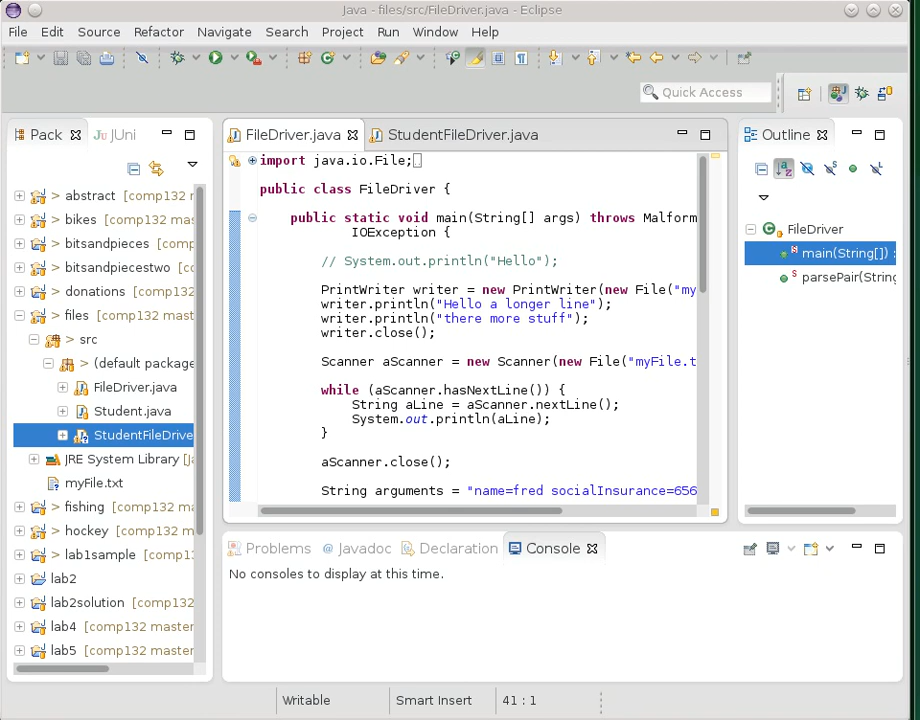 Java - files/src/FileDriver.java - Eclipse
File Edit Source Refactor Navigate Search Project Run Window Help
Quick Access
Pack JUni
> abstract [comp132 r
> bikes [comp132 mas
> bitsandpieces [comp
> bitsandpiecestwo [c
> donations [comp132
> files [comp132 mast
> src
> (default package
FileDriver.java
Student.java
StudentFileDrive
JRE System Library [Ja
myFile.txt
> fishing [comp132 m
> hockey [comp132 m
> lab1sample [comp1
lab2
lab2solution [comp132
lab4 [comp132 master
lab5 [comp132 master
FileDriver.java StudentFileDriver.java
import java.io.File;
public class FileDriver {
public static void main(String[] args) throws Malform
IOException {
// System.out.println("Hello");
PrintWriter writer = new PrintWriter(new File("my
writer.println("Hello a longer line");
writer.println("there more stuff");
writer.close();
Scanner aScanner = new Scanner(new File("myFile.t
while (aScanner.hasNextLine()) {
String aLine = aScanner.nextLine();
System.out.println(aLine);
}
aScanner.close();
String arguments = "name=fred socialInsurance=656
Outline
FileDriver
main(String[]) :
parsePair(String
Problems Javadoc Declaration Console
No consoles to display at this time.
Writable Smart Insert 41 : 1